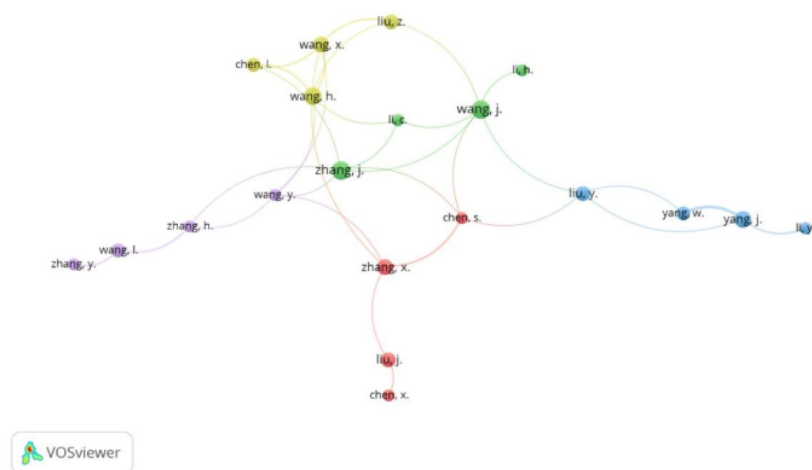 liu, z.
wang, x.
chen, l.
li, h.
wang, h.
wang, j.
li, c.
zhang, j.
wang, y.
liu, y.
yang, w.
chen, s.
yang, j.
zhang, h.
li, y
wang, l.
zhang, y.
zhang, x.
liu, j.
chen, x.
VOSviewer